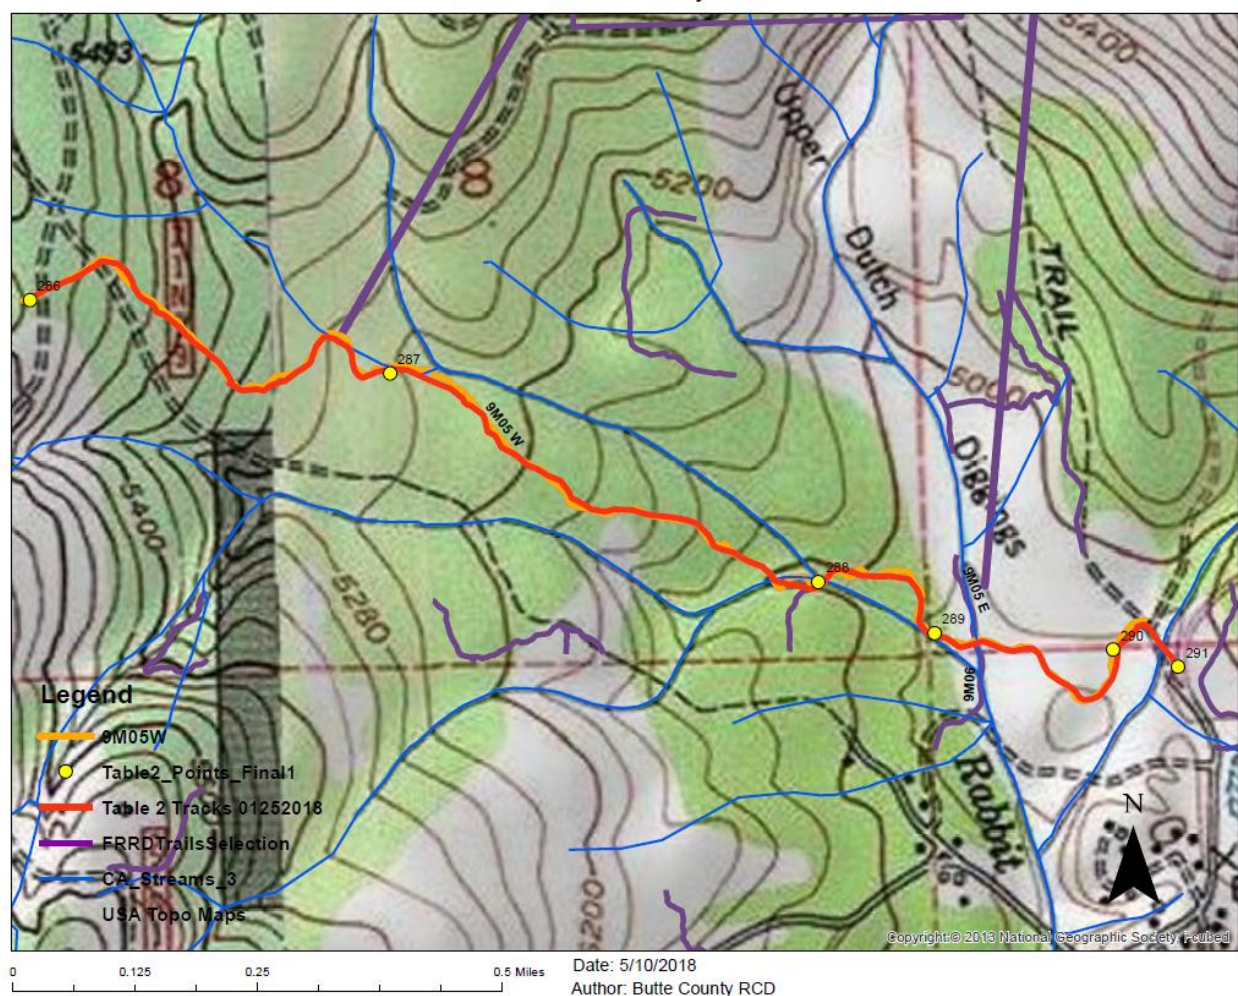 5493
5400
Upper
5200
Dutch
TRAIL
286
287
5000
9M05 W
Diggings
5400
5280
288
9M05 E
289
290
291
9M06
Legend
9M05W
Table2_Points_Final1
Table 2 Tracks 01252018
FRRDTrailsSelection
CA_Streams_3
USA Topo Maps
Rabbit
N
5200
Copyright:© 2013 National Geographic Society, i-cubed
0 0.125 0.25 0.5 Miles
Date: 5/10/2018
Author: Butte County RCD